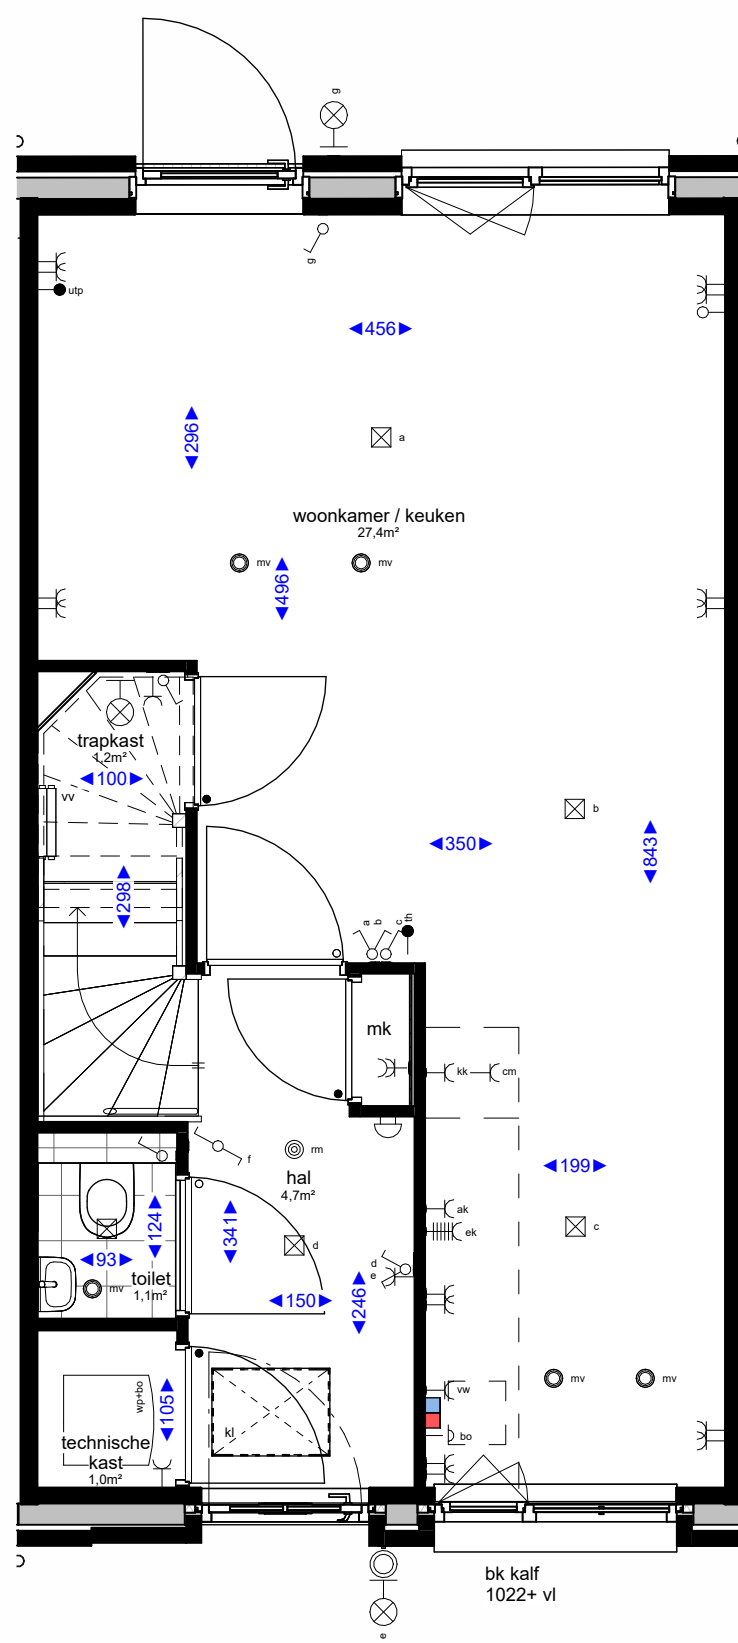 g
g
utp
456
296
a
woonkamer / keuken
27,4m²
mv
mv
496
trapkast
1,2m²
100
vv
b
350
843
298
a
b
c
th
mk
kk
cm
f
rm
hal
4,7m²
199
ak
ek
c
124
341
d
d
e
93
mv
toilet
1,1m²
150
246
mv
mv
wp+bo
105
vw
kl
bo
technische
kast
1,0m²
bk kalf
1022+ vl
e